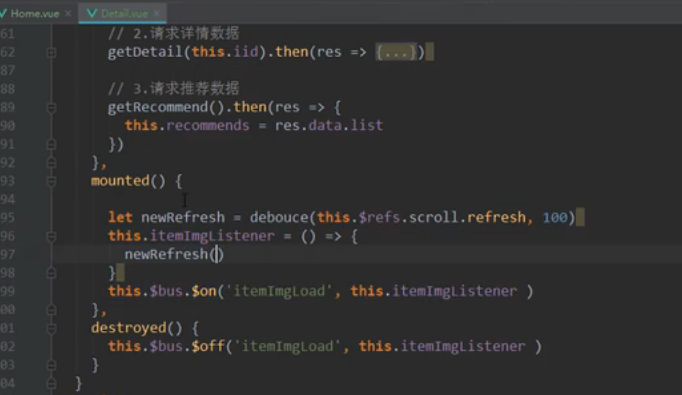 Home.vue × Detail.vue ×
61 // 2.请求详情数据
62 getDetail(this.iid).then(res => {...})
87
88 // 3.请求推荐数据
89 getRecommend().then(res => {
90 this.recommends = res.data.list
91 })
92 },
93 mounted() {
94
95 let newRefresh = debouce(this.$refs.scroll.refresh, 100)
96 this.itemImgListener = () => {
97 newRefresh()
98 }
99 this.$bus.$on('itemImgLoad', this.itemImgListener )
00 },
01 destroyed() {
02 this.$bus.$off('itemImgLoad', this.itemImgListener )
03 }
04 }